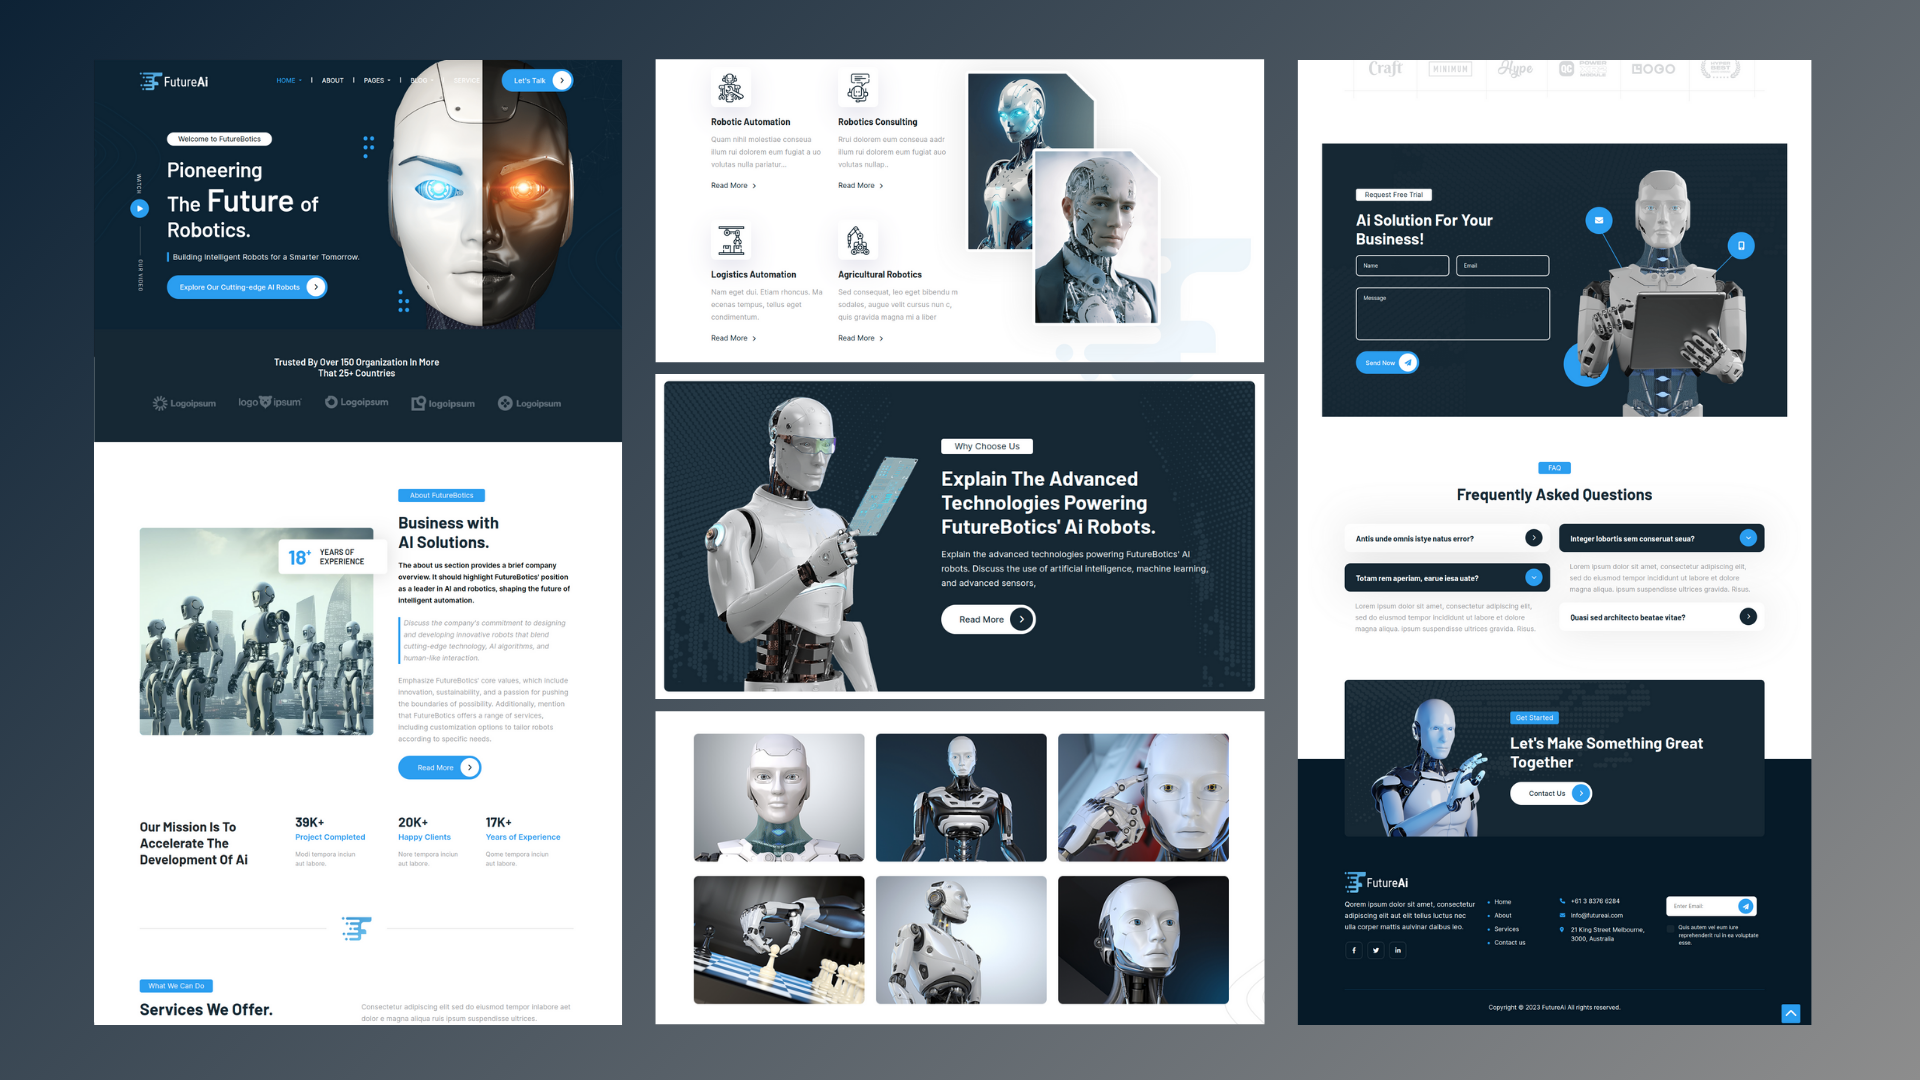 FutureAi
HOME
ABOUT
PAGES
BLOG
SERVICE
Let's Talk
Welcome to FutureBotics
Pioneering
The Future of
Robotics.
Building Intelligent Robots for a Smarter Tomorrow.
Explore Our Cutting-edge AI Robots
WATCH
OUR VIDEO
Trusted By Over 150 Organization In More
That 25+ Countries
Logoipsum
logo ipsum
Logoipsum
logoipsum
Logoipsum
18+
YEARS OF
EXPERIENCE
About FutureBotics
Business with
AI Solutions.
The about us section provides a brief company
overview. It should highlight FutureBotics' position
as a leader in AI and robotics, shaping the future of
intelligent automation.
Discuss the company's commitment to designing
and developing innovative robots that blend
cutting-edge technology, AI algorithms, and
human-like interaction.
Emphasize FutureBotics' core values, which include
innovation, sustainability, and a passion for pushing
the boundaries of possibility. Additionally, mention
that FutureBotics offers a range of services,
including customization options to tailor robots
according to specific needs.
Read More
Our Mission Is To
Accelerate The
Development Of Ai
39K+
Project Completed
Modi tempora inciun
aut labore.
20K+
Happy Clients
Nore tempora inciun
aut labore.
17K+
Years of Experience
Qome tempora inciun
aut labore.
What We Can Do
Services We Offer.
Consectetur adipiscing elit sed do eiusmod tempor inlabore aet
dolor e magna aliqua ruis ipsum suspendisse ultrices.
Robotic Automation
Quam nihil molestiae consequa
illum rui dolorem eum fugiat a uo
volutas nulla pariatur...
Read More
Robotics Consulting
Rrui dolorem eum consequa aadr
illum rui dolorem eum fugiat auo
volutas nullap..
Read More
Logistics Automation
Nam eget dui. Etiam rhoncus. Ma
ecenas tempus, tellus eget
condimentum.
Read More
Agricultural Robotics
Sed consequat, leo eget bibendu m
sodales, augue velit cursus nun c,
quis gravida magna mi a liber
Read More
Why Choose Us
Explain The Advanced
Technologies Powering
FutureBotics' Ai Robots.
Explain the advanced technologies powering FutureBotics' AI
robots. Discuss the use of artificial intelligence, machine learning,
and advanced sensors,
Read More
Craft
MINIMUM
Hype
POWER
LOGO
Request Free Trial
Ai Solution For Your
Business!
Name
Email
Message
Send Now
FAQ
Frequently Asked Questions
Antis unde omnis istye natus error?
Totam rem aperiam, earue iesa uate?
Lorem ipsum dolor sit amet, consectetur adipiscing elit,
sed do eiusmod tempor incididunt ut labore et dolore
magna aliqua. Ipsum suspendisse ultrices gravida. Risus.
Integer lobortis sem conseruat seua?
Lorem ipsum dolor sit amet, consectetur adipiscing elit,
sed do eiusmod tempor incididunt ut labore et dolore
magna aliqua. Ipsum suspendisse ultrices gravida. Risus.
Quasi sed architecto beatae vitae?
Get Started
Let's Make Something Great
Together
Contact Us
FutureAi
Qorem ipsum dolor sit amet, consectetur
adipiscing elit aut elit tellus luctus nec
ulla corper mattis aulvinar daibus leo.
Home
About
Services
Contact us
+61 3 8376 6284
info@futureai.com
21 King Street Melbourne,
3000, Australia
Enter Email
Quis autem vel eum iure
reprehenderit rui in ea voluptate
esse.
Copyright © 2023 FutureAi All rights reserved.